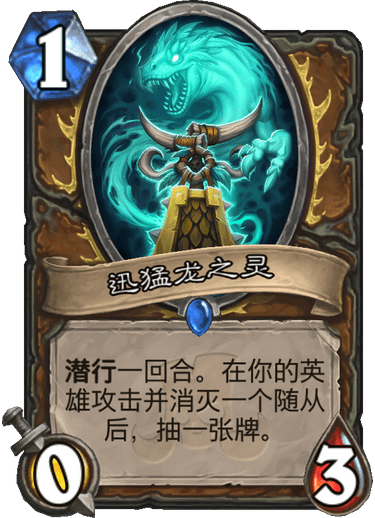 1
迅猛龙之灵
潜行一回合。在你的英
雄攻击并消灭一个随从
后，抽一张牌。
0
3